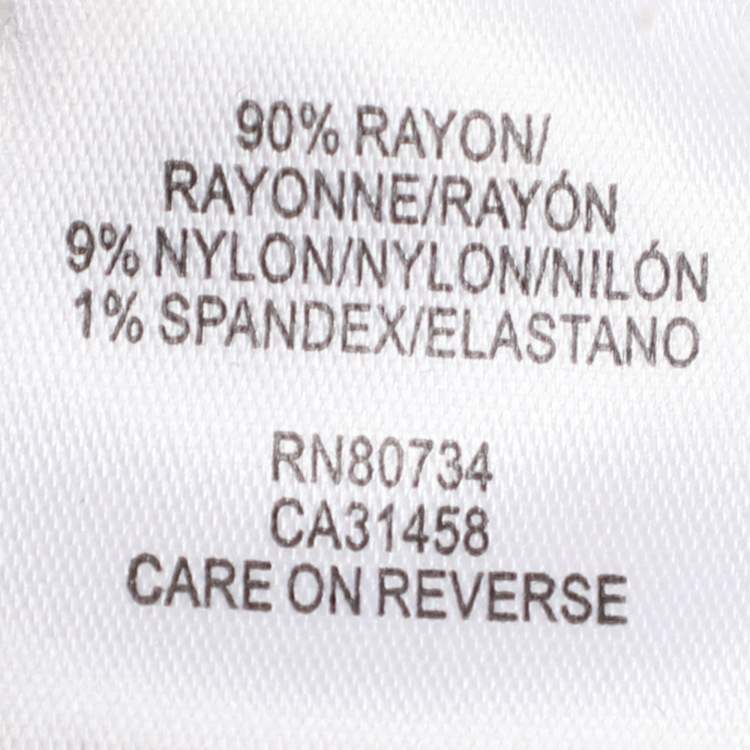 90% RAYON/
RAYONNE/RAYÓN
9% NYLON/NYLON/NILÓN
1% SPANDEX/ELASTANO
RN80734
CA31458
CARE ON REVERSE